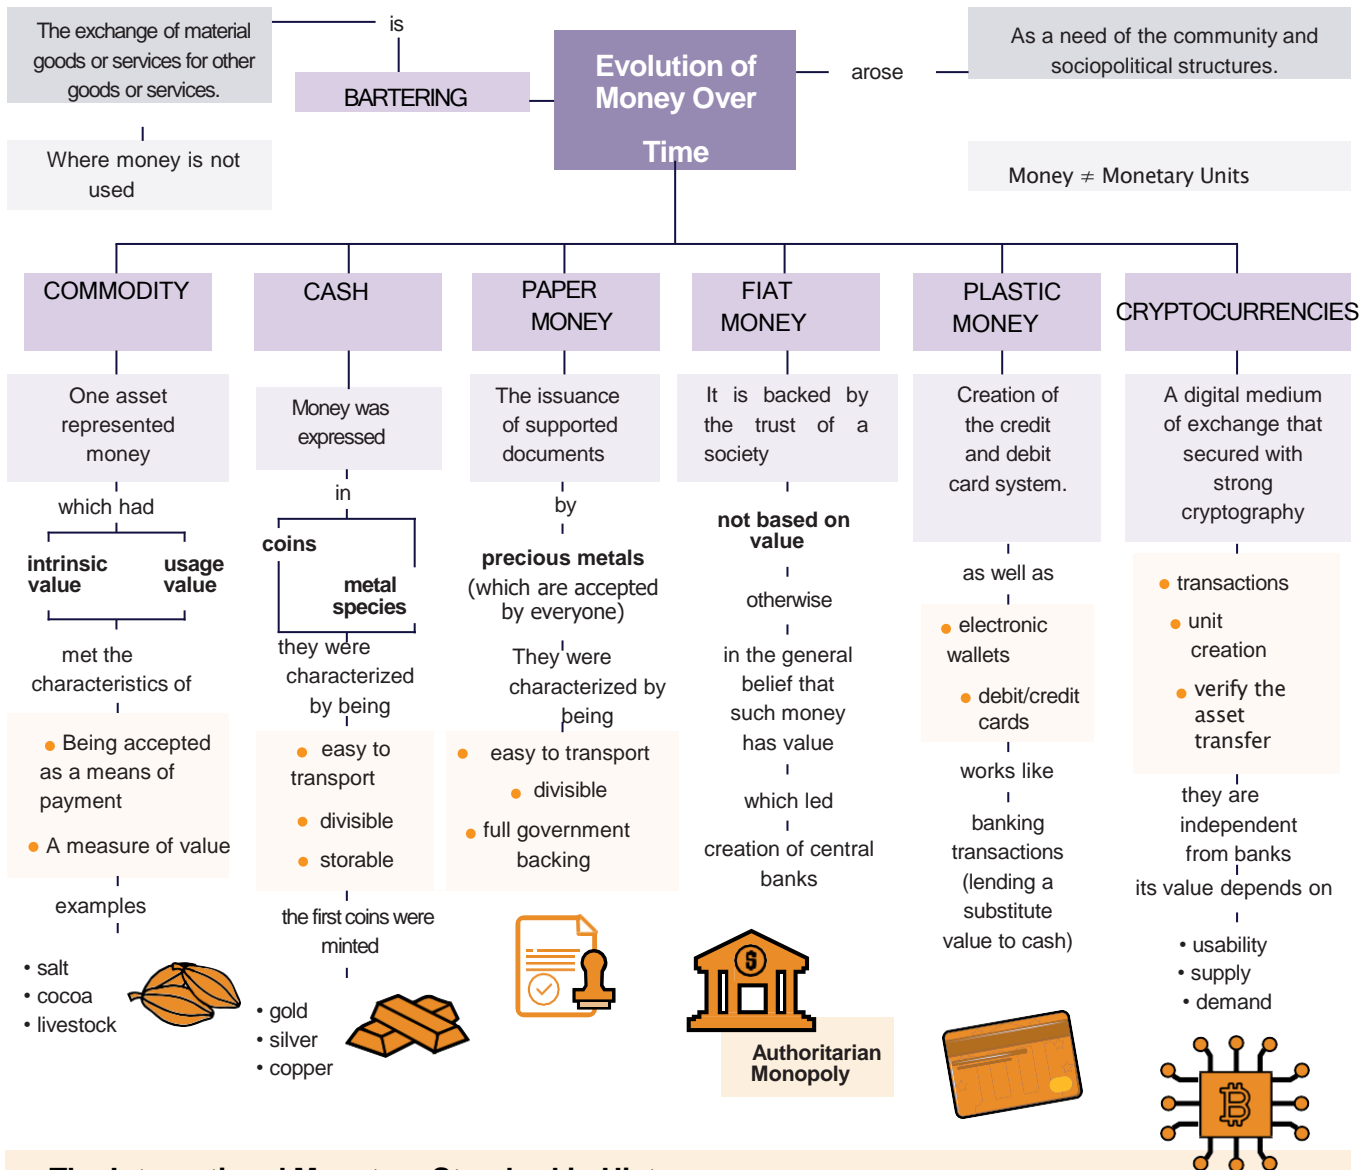 The exchange of material
goods or services for other
goods or services.
is
BARTERING
Where money is not
used
Evolution of
Money Over
Time
arose
As a need of the community and
sociopolitical structures.
Money ≠ Monetary Units
COMMODITY
One asset
represented
money
which had
intrinsic
value
usage
value
met the
characteristics of
• Being accepted
as a means of
payment
• A measure of value
examples
• salt
• cocoa
• livestock
CASH
Money was
expressed
in
coins
metal
species
they were
characterized
by being
• easy to
transport
• divisible
• storable
the first coins were
minted
• gold
• silver
• copper
PAPER
MONEY
The issuance
of supported
documents
by
precious metals
(which are accepted
by everyone)
They were
characterized by
being
• easy to transport
• divisible
• full government
backing
FIAT
MONEY
It is backed by
the trust of a
society
not based on
value
otherwise
in the general
belief that
such money
has value
which led
creation of central
banks
$
Authoritarian
Monopoly
PLASTIC
MONEY
Creation of
the credit
and debit
card system.
as well as
• electronic
wallets
• debit/credit
cards
works like
banking
transactions
(lending a
substitute
value to cash)
CRYPTOCURRENCIES
A digital medium
of exchange that
secured with
strong
cryptography
• transactions
• unit
creation
• verify the
asset
transfer
they are
independent
from banks
its value depends on
• usability
• supply
• demand
₿